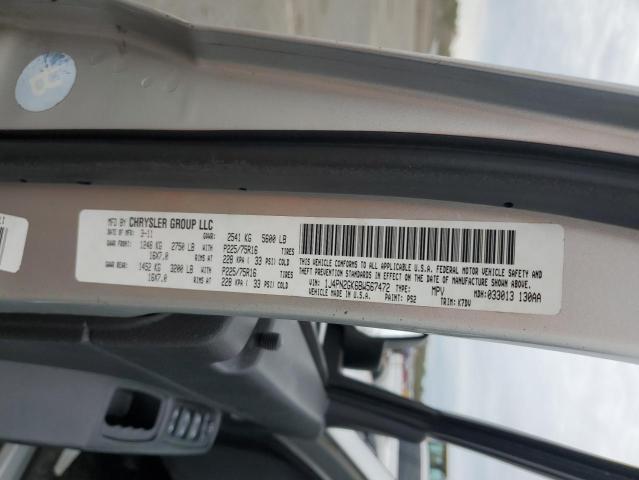 MFD BY CHRYSLER GROUP LLC
DATE OF MFR: 3-11 GVWR: 2541 KG 5600 LB
GAWR FRONT: 1248 KG 2750 LB WITH P225/75R16 TIRES
16X7.0 RIMS AT 228 KPA ( 33 PSI) COLD
GAWR REAR: 1452 KG 3200 LB WITH P225/75R16 TIRES
16X7.0 RIMS AT 228 KPA ( 33 PSI) COLD
THIS VEHICLE CONFORMS TO ALL APPLICABLE U.S.A. FEDERAL MOTOR VEHICLE SAFETY AND
THEFT PREVENTION STANDARDS IN EFFECT ON THE DATE OF MANUFACTURE SHOWN ABOVE.
VIN: 1J4PN2GK6BW567472 TYPE: MPV MDH: 033013 130AA
VEHICLE MADE IN U.S.A. PAINT: PS2 TRIM: K7DV